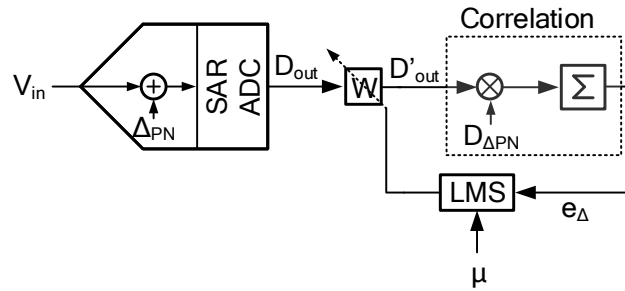 Correlation
V_in
Δ_PN
SAR ADC
D_out
W
D'_out
Σ
D_ΔPN
LMS
e_Δ
μ